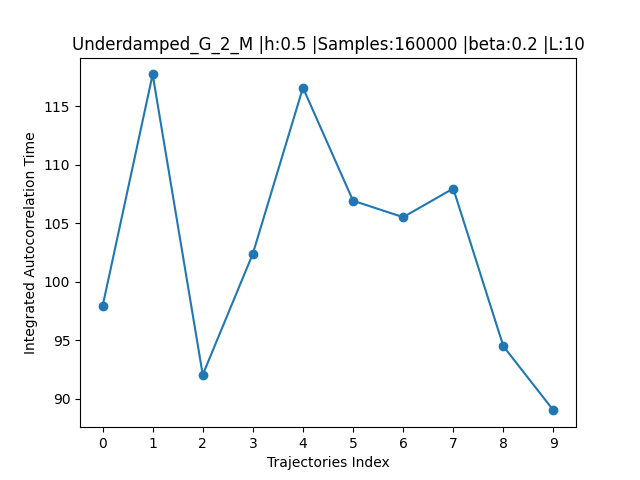 Underdamped_G_2_M |h:0.5 |Samples:160000 |beta:0.2 |L:10
Integrated Autocorrelation Time
115
110
105
100
95
90
0 1 2 3 4 5 6 7 8 9
Trajectories Index